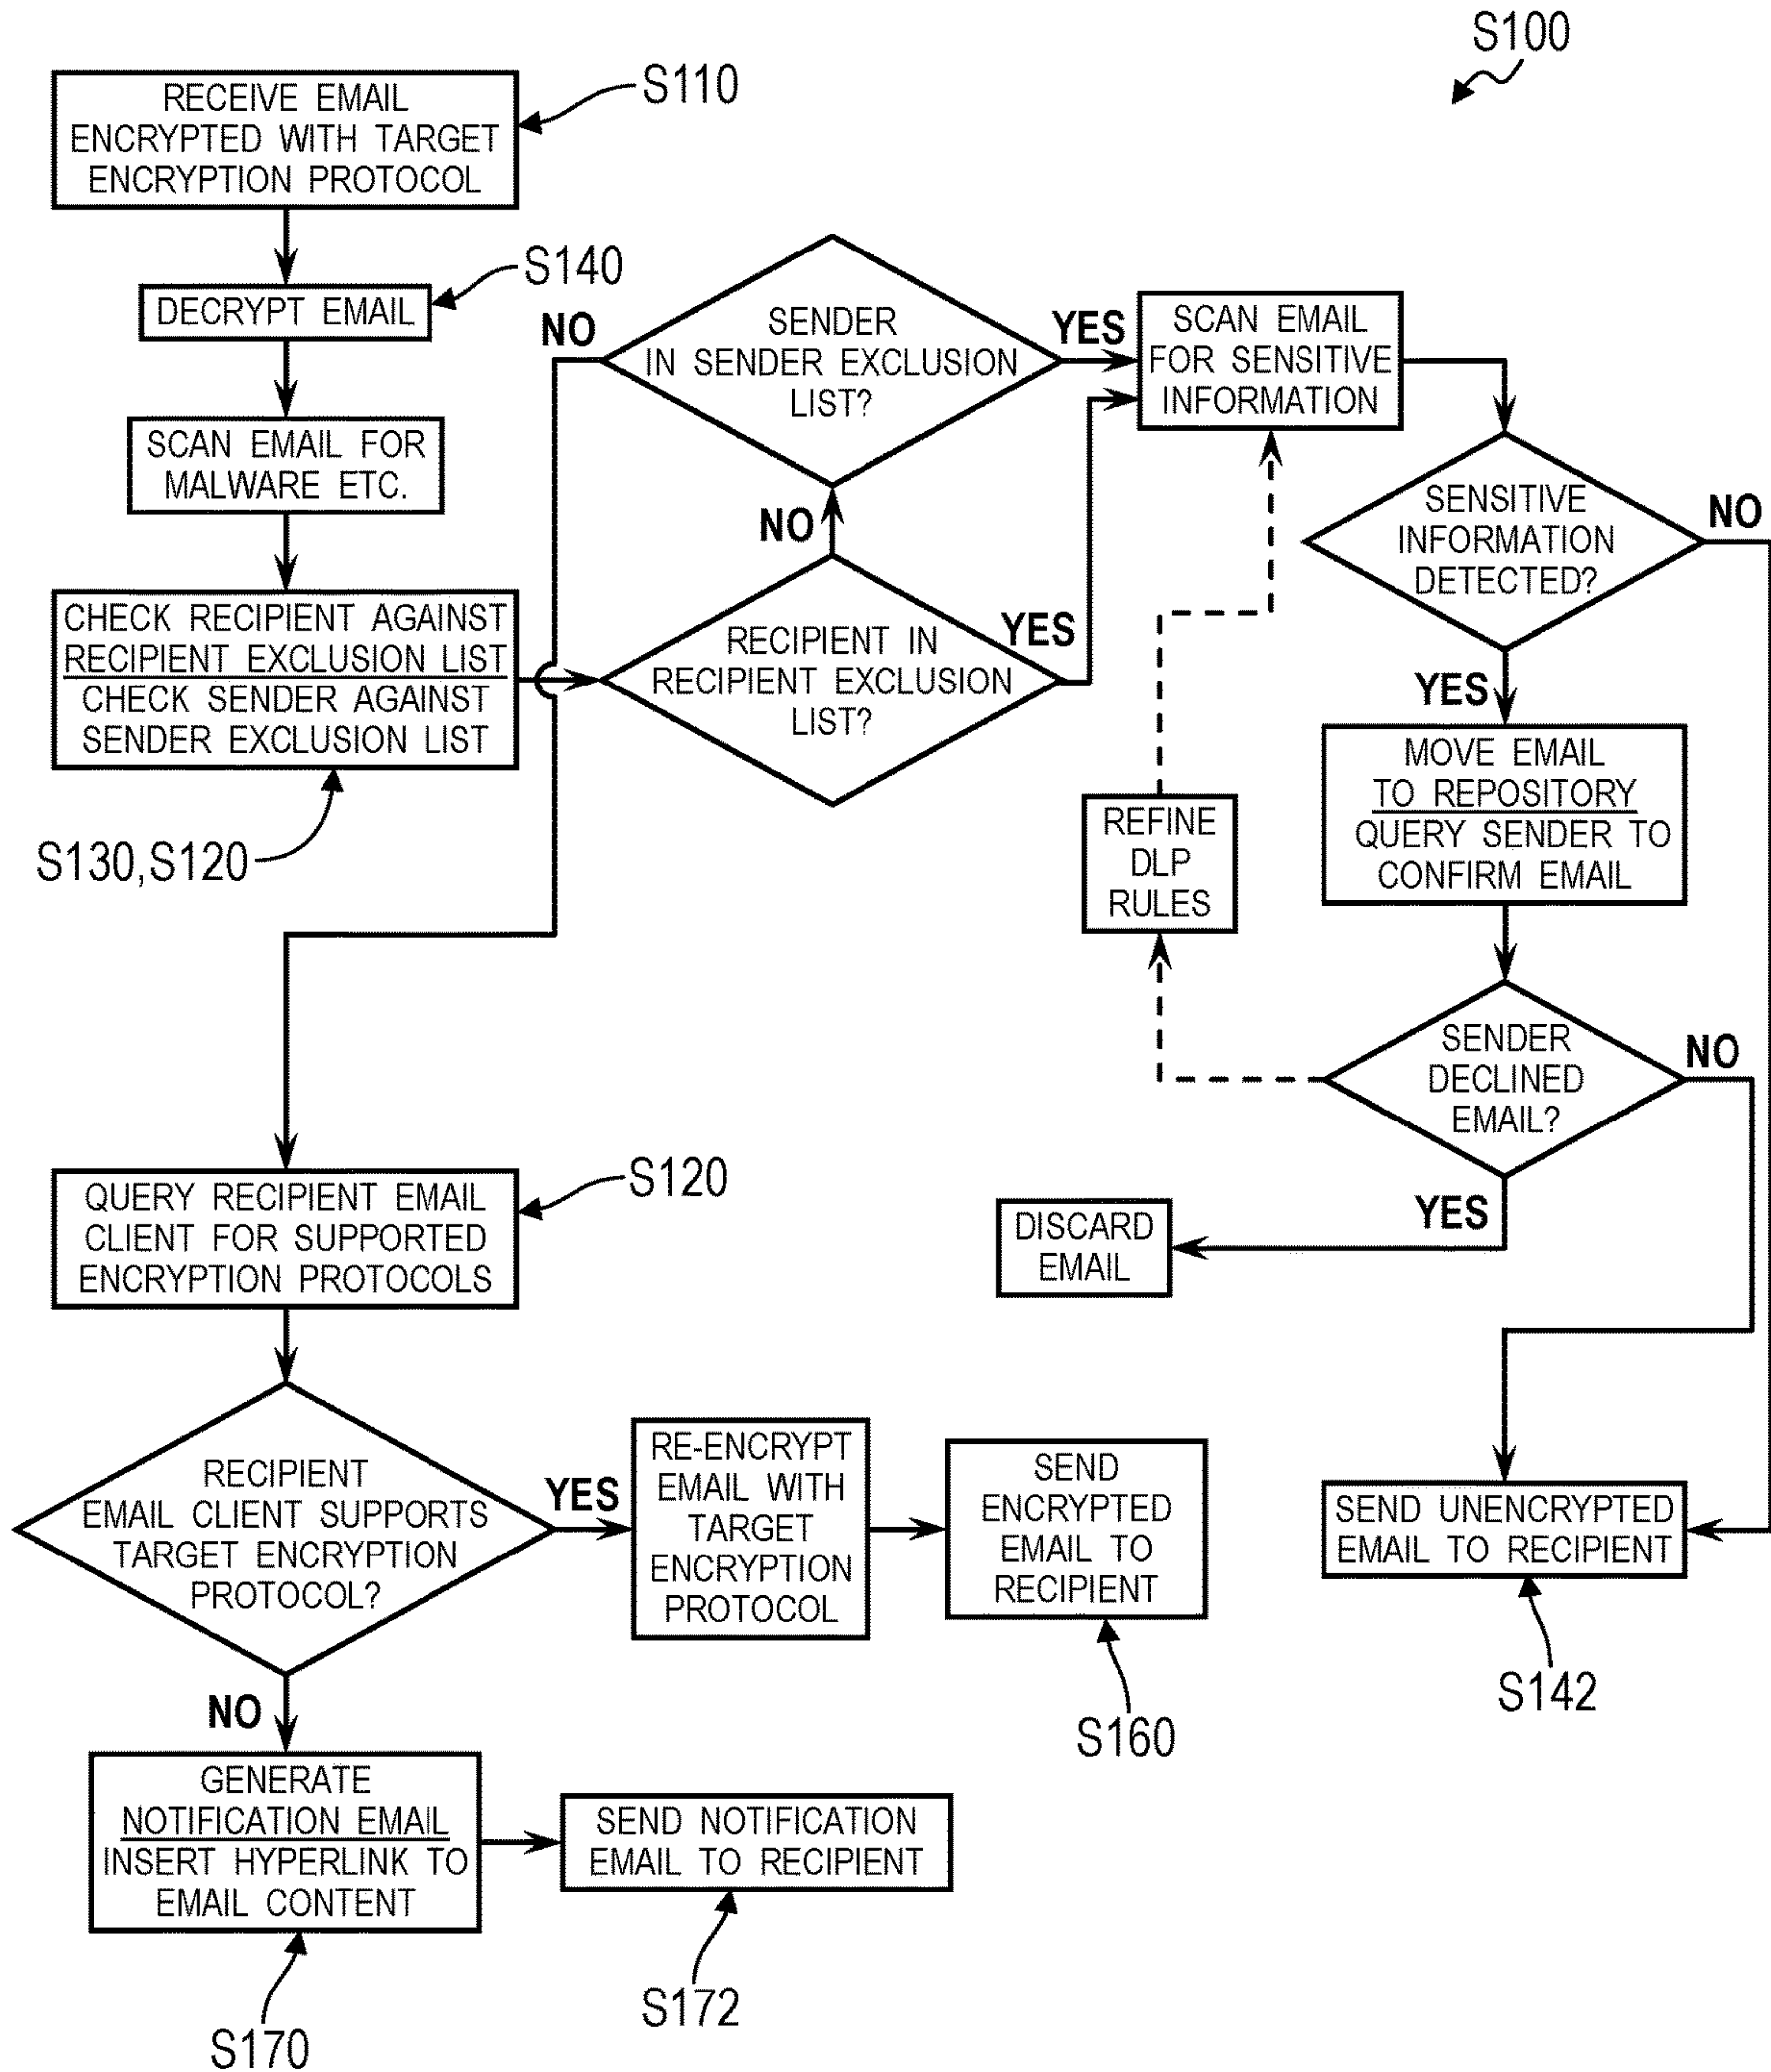 S100
RECEIVE EMAIL
ENCRYPTED WITH TARGET
ENCRYPTION PROTOCOL
S110
DECRYPT EMAIL
S140
SCAN EMAIL FOR
MALWARE ETC.
CHECK RECIPIENT AGAINST
RECIPIENT EXCLUSION LIST
CHECK SENDER AGAINST
SENDER EXCLUSION LIST
S130,S120
RECIPIENT IN
RECIPIENT EXCLUSION
LIST?
NO
YES
SENDER
IN SENDER EXCLUSION
LIST?
NO
YES
SCAN EMAIL
FOR SENSITIVE
INFORMATION
SENSITIVE
INFORMATION
DETECTED?
NO
YES
MOVE EMAIL
TO REPOSITORY
QUERY SENDER TO
CONFIRM EMAIL
REFINE
DLP
RULES
SENDER
DECLINED
EMAIL?
NO
YES
DISCARD
EMAIL
SEND UNENCRYPTED
EMAIL TO RECIPIENT
S142
QUERY RECIPIENT EMAIL
CLIENT FOR SUPPORTED
ENCRYPTION PROTOCOLS
S120
RECIPIENT
EMAIL CLIENT SUPPORTS
TARGET ENCRYPTION
PROTOCOL?
YES
NO
RE-ENCRYPT
EMAIL WITH
TARGET
ENCRYPTION
PROTOCOL
SEND
ENCRYPTED
EMAIL TO
RECIPIENT
S160
GENERATE
NOTIFICATION EMAIL
INSERT HYPERLINK TO
EMAIL CONTENT
S170
SEND NOTIFICATION
EMAIL TO RECIPIENT
S172